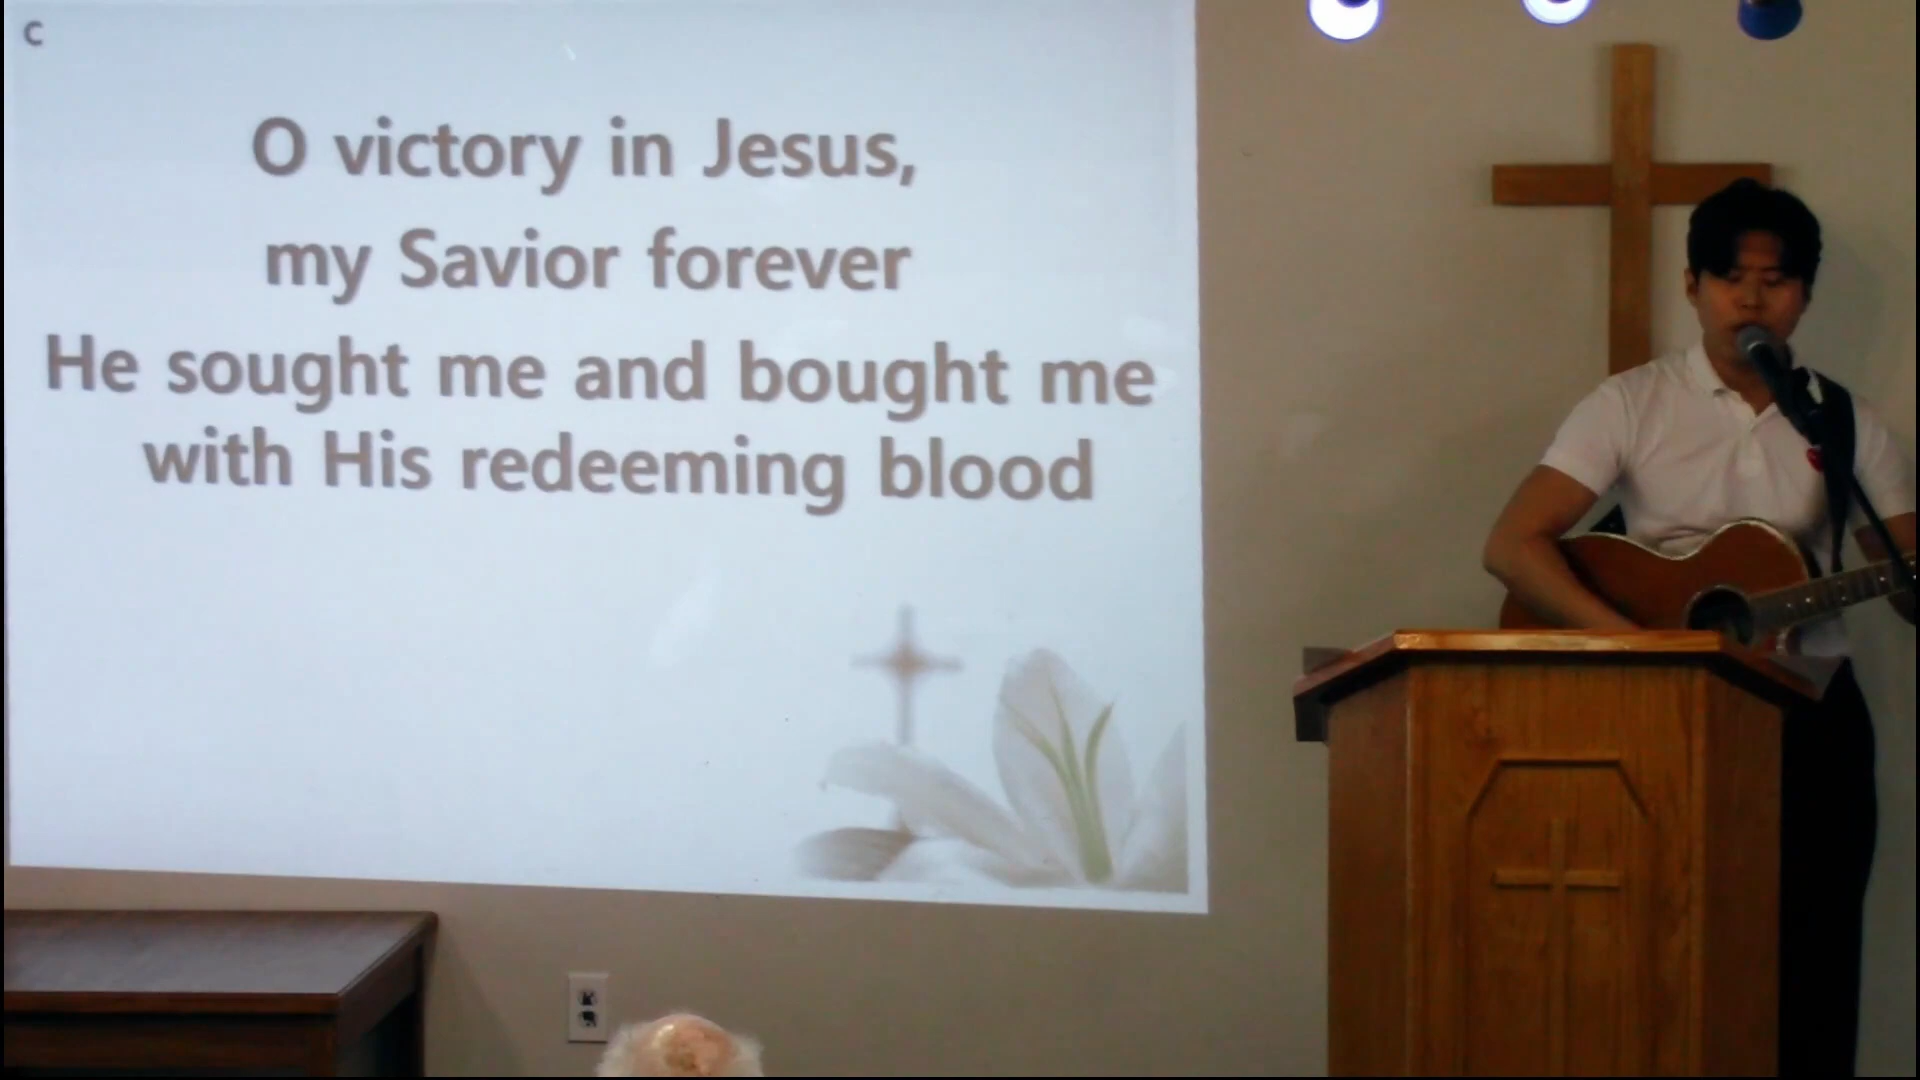 C
O victory in Jesus,
my Savior forever
He sought me and bought me
with His redeeming blood